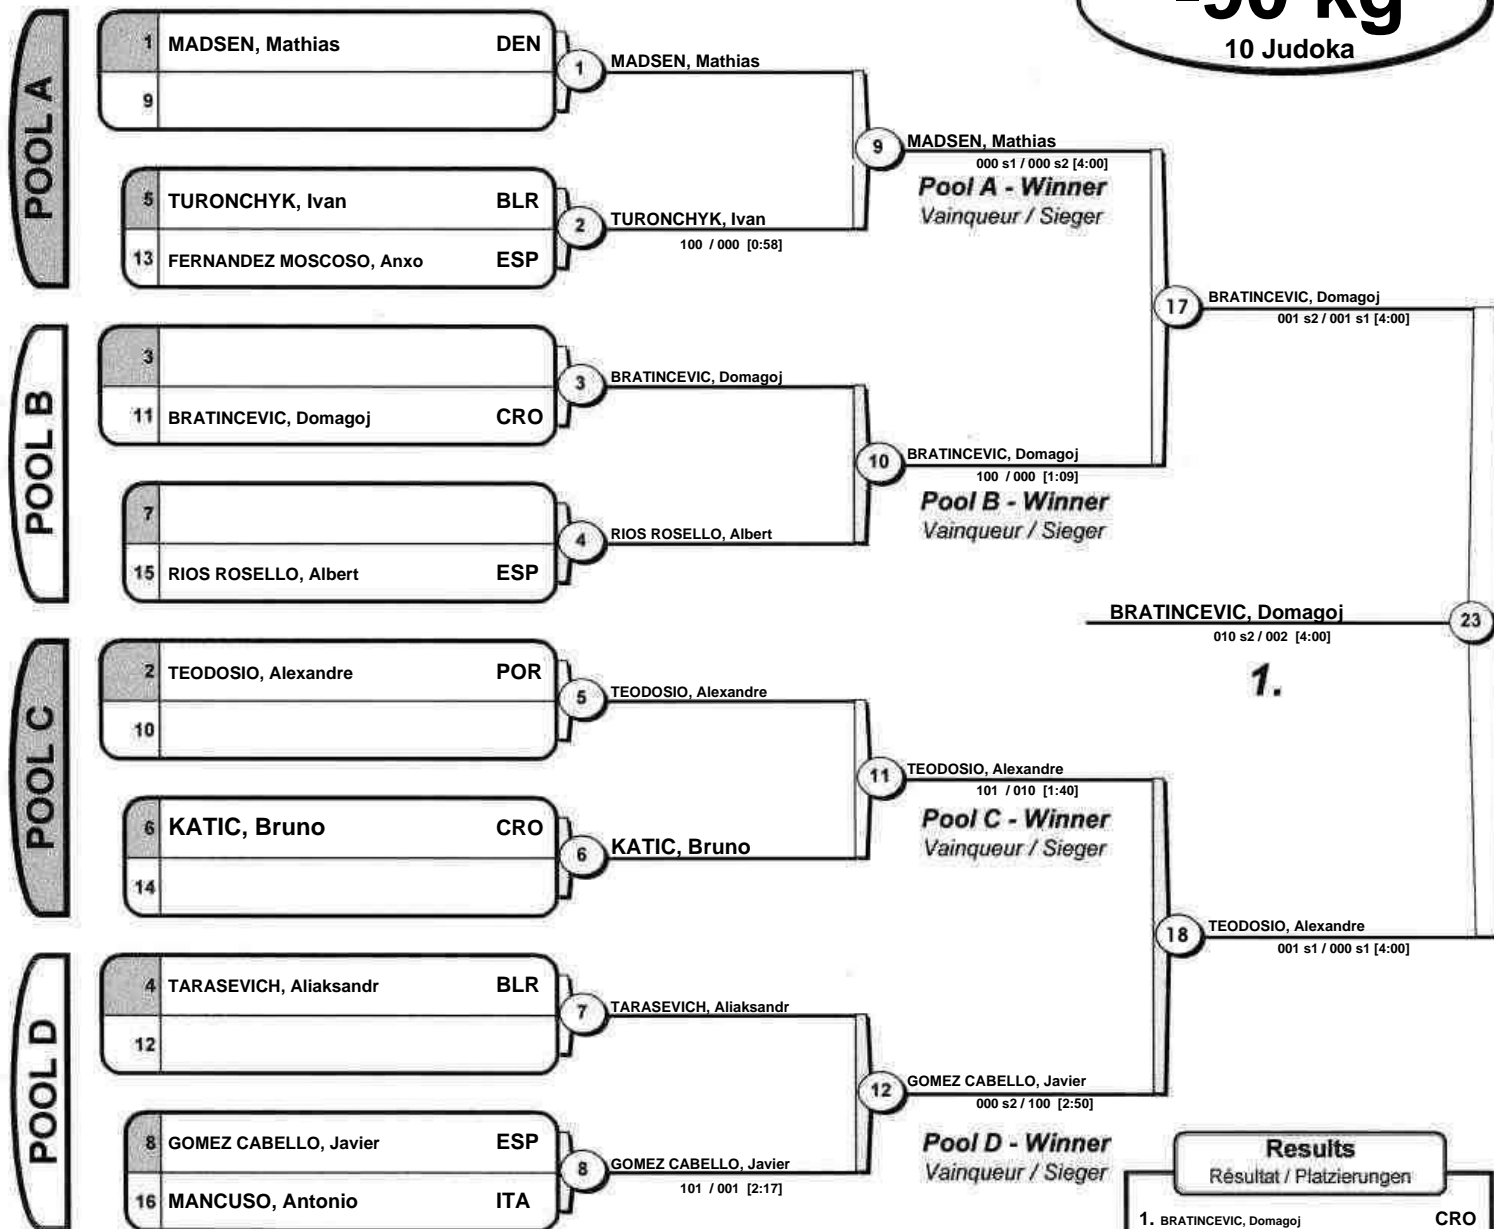 -90 kg
10 Judoka
POOL A
1 MADSEN, Mathias DEN
9
5 TURONCHYK, Ivan BLR
13 FERNANDEZ MOSCOSO, Anxo ESP
1 MADSEN, Mathias
2 TURONCHYK, Ivan
100 / 000 [0:58]
9 MADSEN, Mathias
000 s1 / 000 s2 [4:00]
Pool A - Winner
Vainqueur / Sieger
POOL B
3
11 BRATINCEVIC, Domagoj CRO
7
15 RIOS ROSELLO, Albert ESP
3 BRATINCEVIC, Domagoj
4 RIOS ROSELLO, Albert
10 BRATINCEVIC, Domagoj
100 / 000 [1:09]
Pool B - Winner
Vainqueur / Sieger
17 BRATINCEVIC, Domagoj
001 s2 / 001 s1 [4:00]
BRATINCEVIC, Domagoj 23
010 s2 / 002 [4:00]
1.
POOL C
2 TEODOSIO, Alexandre POR
10
6 KATIC, Bruno CRO
14
5 TEODOSIO, Alexandre
6 KATIC, Bruno
11 TEODOSIO, Alexandre
101 / 010 [1:40]
Pool C - Winner
Vainqueur / Sieger
18 TEODOSIO, Alexandre
001 s1 / 000 s1 [4:00]
POOL D
4 TARASEVICH, Aliaksandr BLR
12
8 GOMEZ CABELLO, Javier ESP
16 MANCUSO, Antonio ITA
7 TARASEVICH, Aliaksandr
8 GOMEZ CABELLO, Javier
101 / 001 [2:17]
12 GOMEZ CABELLO, Javier
000 s2 / 100 [2:50]
Pool D - Winner
Vainqueur / Sieger
Results
Résultat / Platzierungen
1. BRATINCEVIC, Domagoj CRO